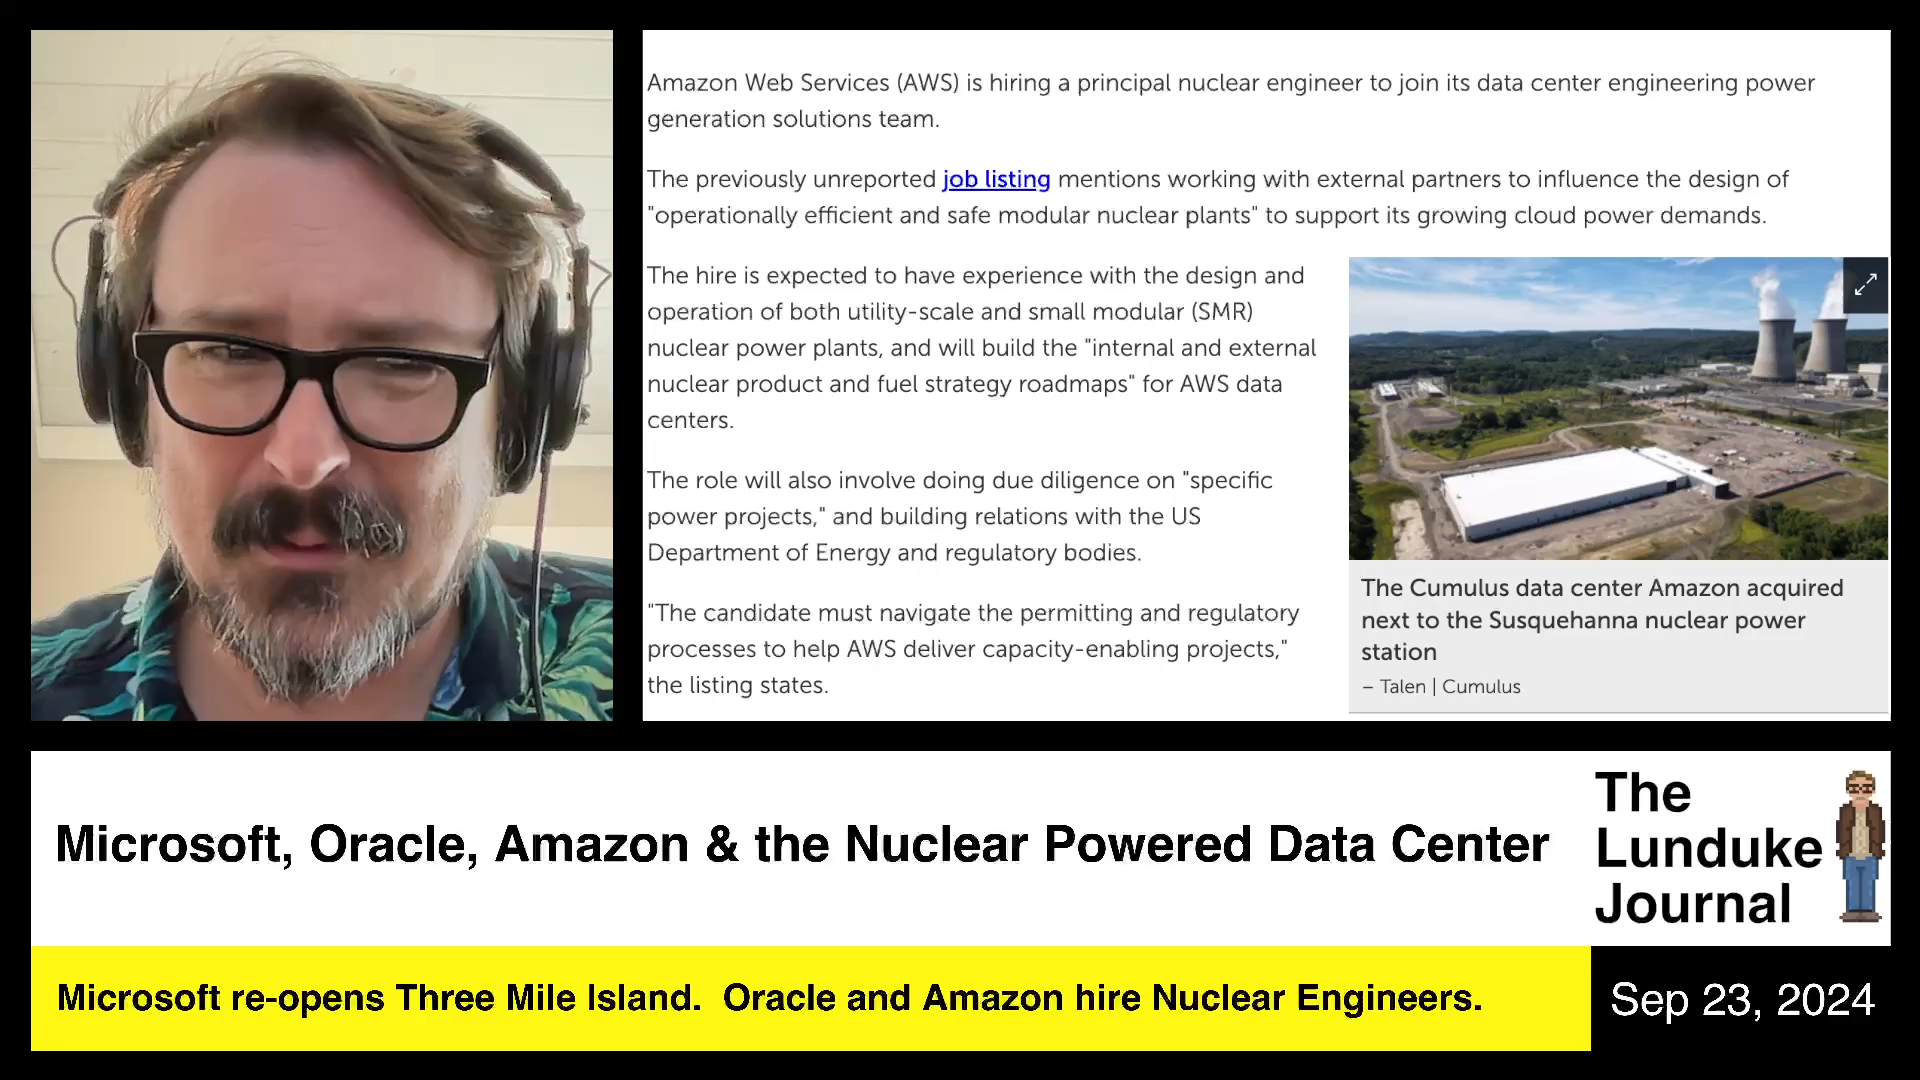 Amazon Web Services (AWS) is hiring a principal nuclear engineer to join its data center engineering power
generation solutions team.
The previously unreported job listing mentions working with external partners to influence the design of
"operationally efficient and safe modular nuclear plants" to support its growing cloud power demands.
The hire is expected to have experience with the design and
operation of both utility-scale and small modular (SMR)
nuclear power plants, and will build the "internal and external
nuclear product and fuel strategy roadmaps" for AWS data
centers.
The role will also involve doing due diligence on "specific
power projects," and building relations with the US
Department of Energy and regulatory bodies.
"The candidate must navigate the permitting and regulatory
processes to help AWS deliver capacity-enabling projects,"
the listing states.
The Cumulus data center Amazon acquired
next to the Susquehanna nuclear power
station
– Talen | Cumulus
Microsoft, Oracle, Amazon & the Nuclear Powered Data Center
The
Lunduke
Journal
Microsoft re-opens Three Mile Island.  Oracle and Amazon hire Nuclear Engineers.
Sep 23, 2024